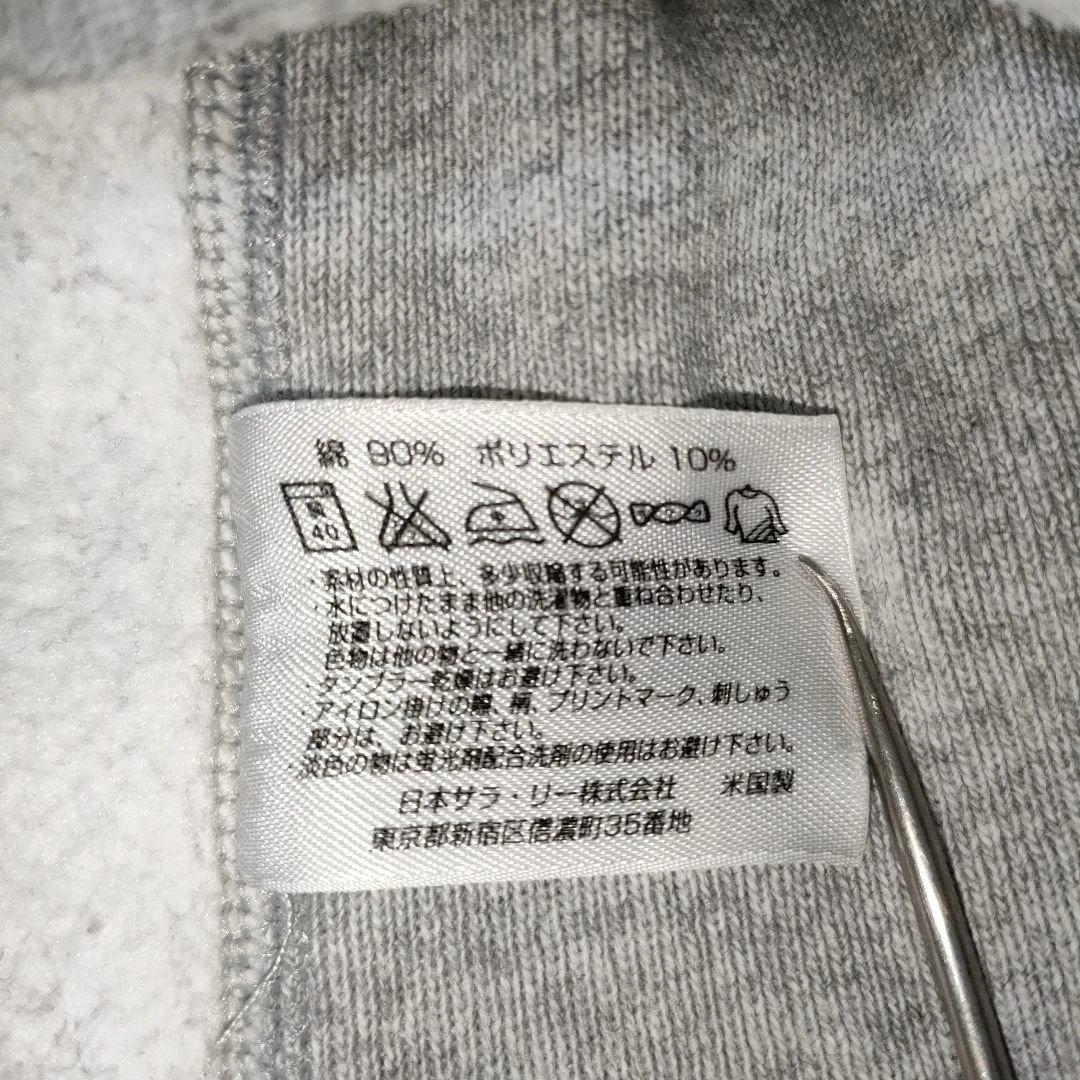 綿 90% ポリエステル 10%
弱 40
・素材の性質上、多少収縮する可能性があります。
・水につけたまま他の洗濯物と重ね合わせたり、
放置しないようにして下さい。
色物は他の物と一緒に洗わないで下さい。
・タンブラー乾燥はお避け下さい。
・アイロン掛けの際、柄、プリントマーク、刺しゅう
部分は、お避け下さい。
淡色の物は蛍光剤配合洗剤の使用はお避け下さい。
日本サラ・リー株式会社 米国製
東京都新宿区信濃町35番地